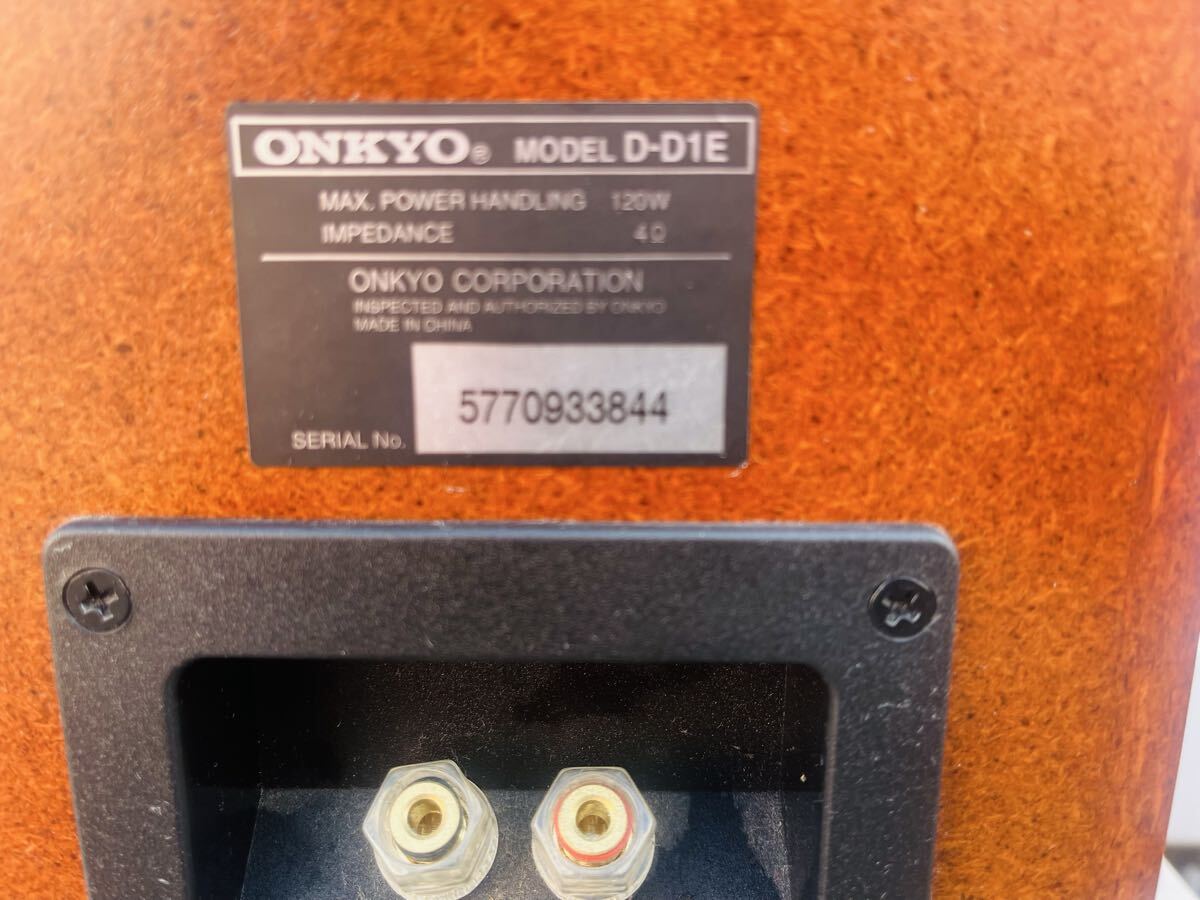 ONKYO® MODEL D-D1E
MAX. POWER HANDLING 120W
IMPEDANCE 4Ω
ONKYO CORPORATION
INSPECTED AND AUTHORIZED BY ONKYO
MADE IN CHINA
5770933844
SERIAL No.